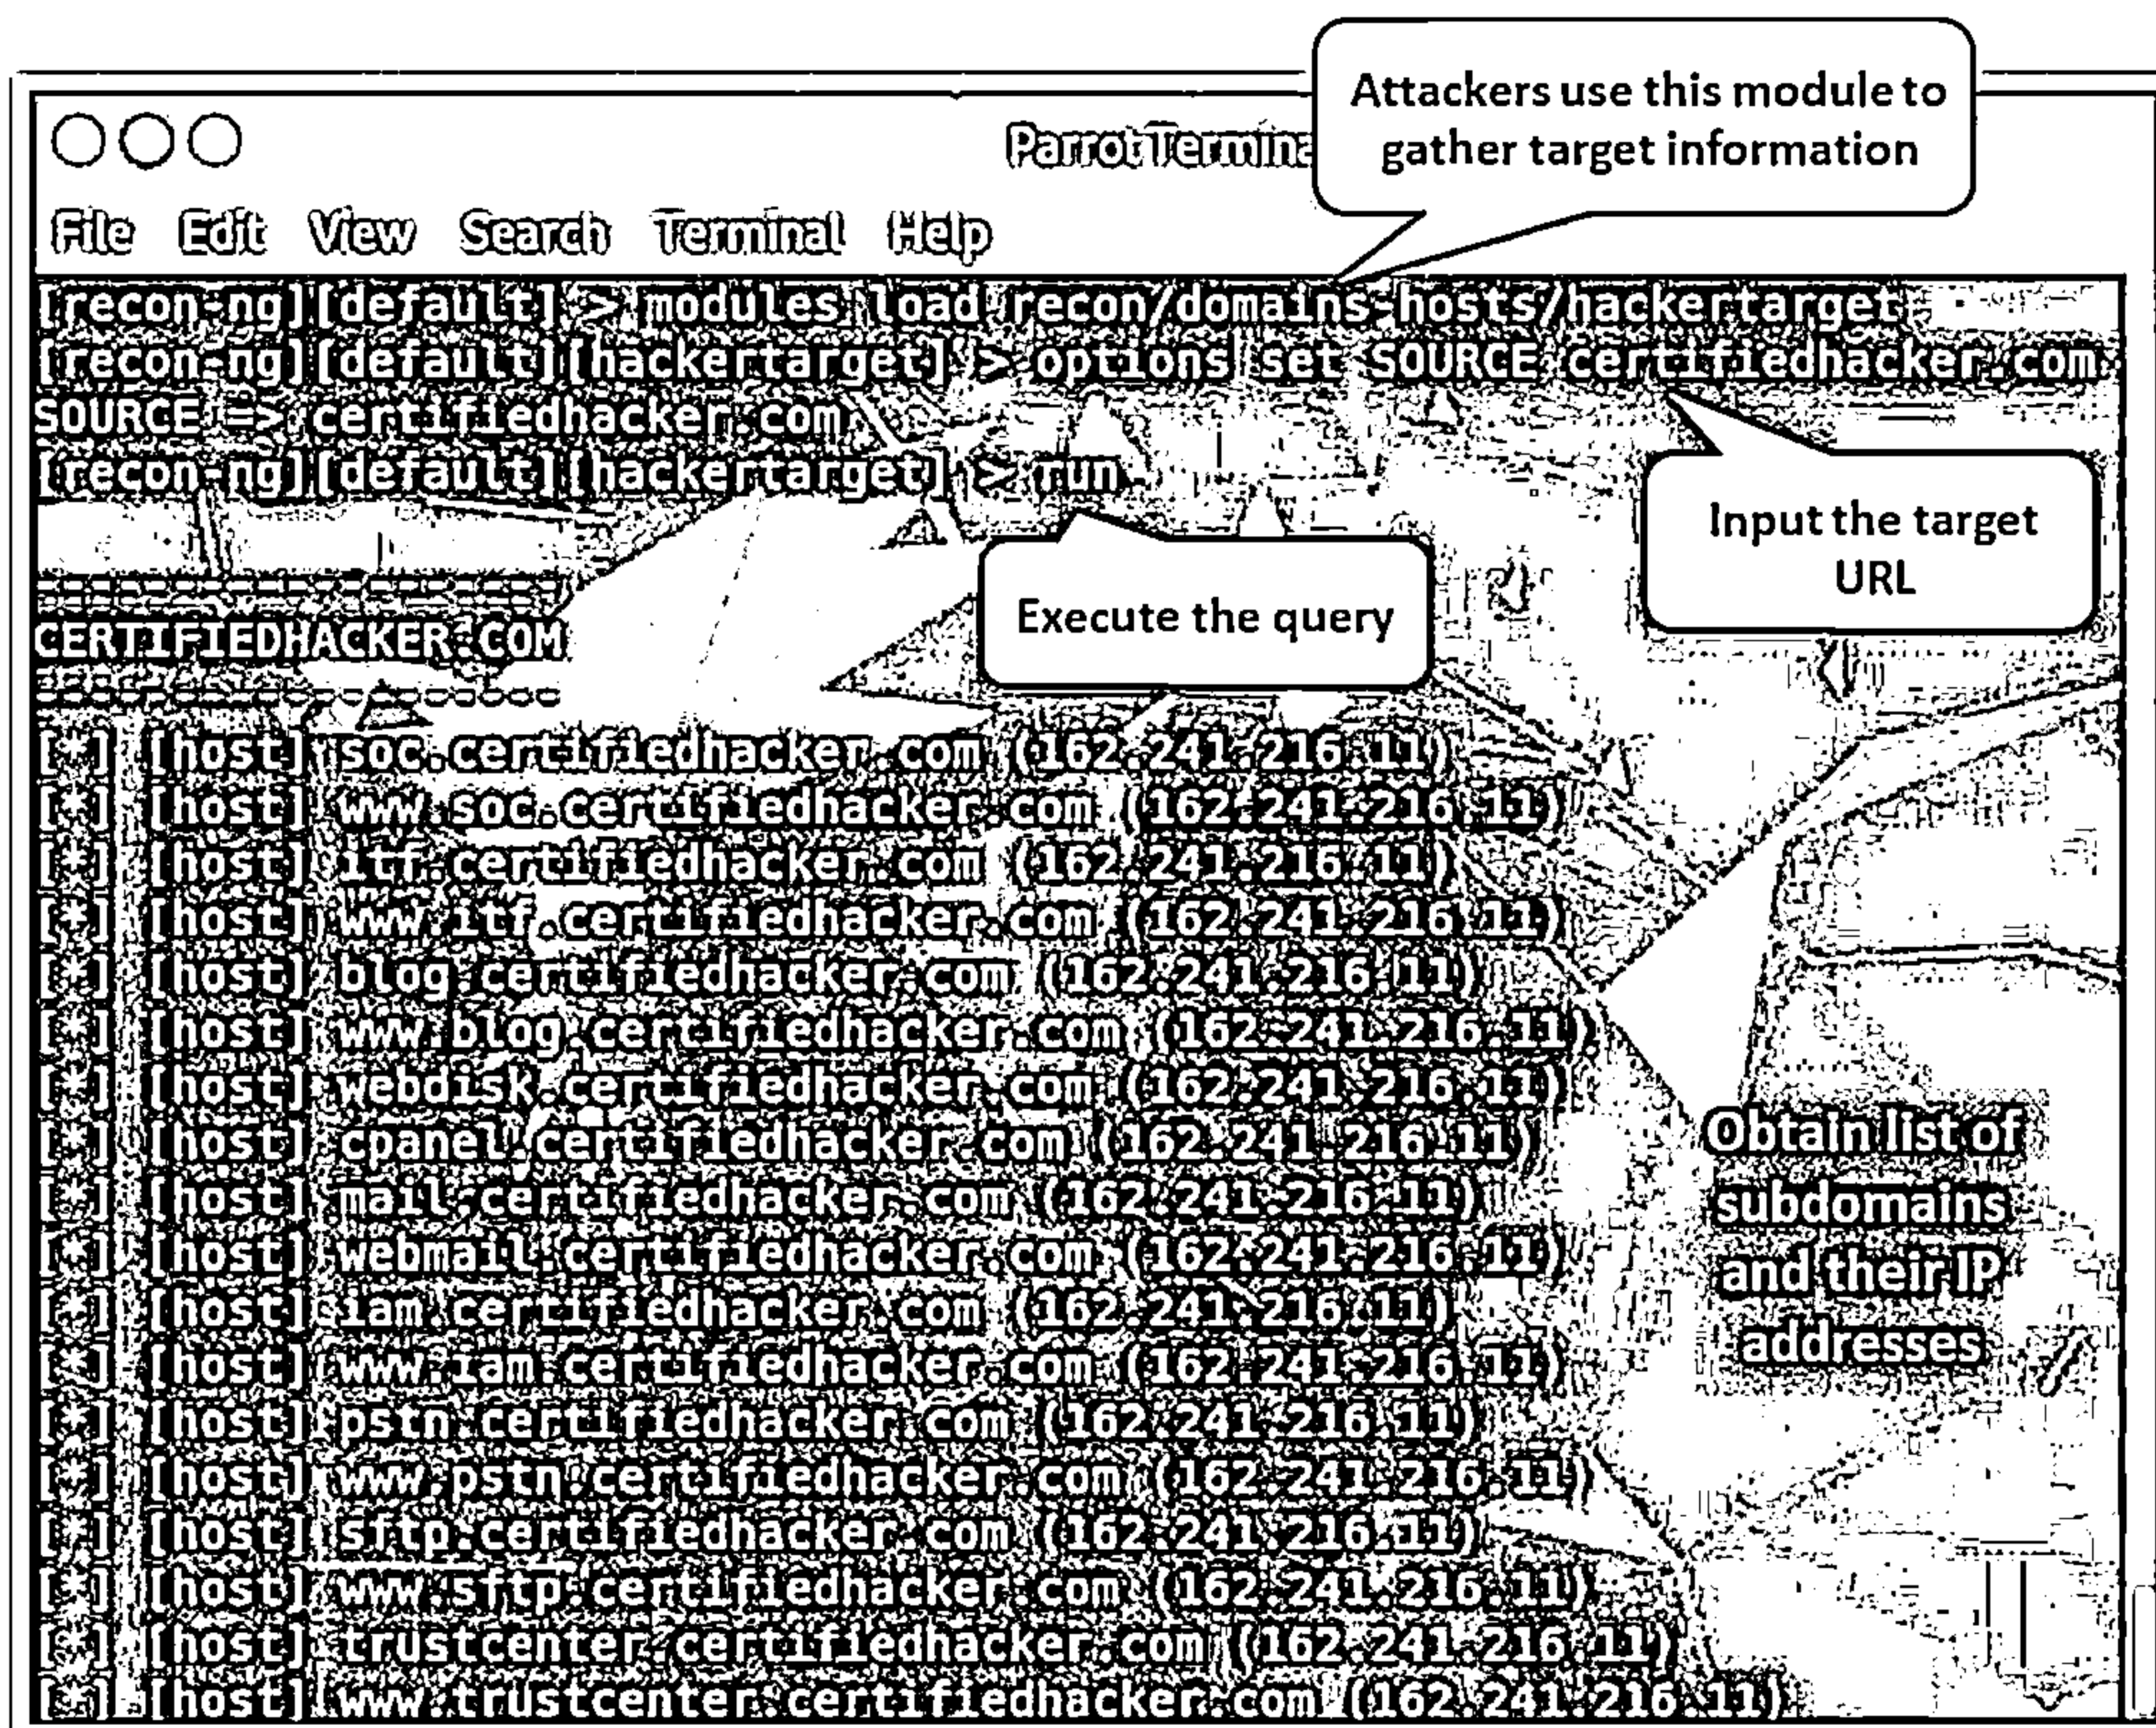 Attackers use this module to
gather target information
Parrot Termina
File Edit View Search Terminal Help
[recon-ng][default] > modules load recon/domains-hosts/hackertarget
[recon-ng][default][hackertarget] > options set SOURCE certifiedhacker.com
SOURCE => certifiedhacker.com
[recon-ng][default][hackertarget] > run
Input the target
URL
Execute the query
-------------------
CERTIFIEDHACKER.COM
-------------------
[*] [host] soc.certifiedhacker.com (162.241.216.11)
[*] [host] www.soc.certifiedhacker.com (162.241.216.11)
[*] [host] itf.certifiedhacker.com (162.241.216.11)
[*] [host] www.itf.certifiedhacker.com (162.241.216.11)
[*] [host] blog.certifiedhacker.com (162.241.216.11)
[*] [host] www.blog.certifiedhacker.com (162.241.216.11)
[*] [host] webdisk.certifiedhacker.com (162.241.216.11)
[*] [host] cpanel.certifiedhacker.com (162.241.216.11)
[*] [host] mail.certifiedhacker.com (162.241.216.11)
[*] [host] webmail.certifiedhacker.com (162.241.216.11)
[*] [host] iam.certifiedhacker.com (162.241.216.11)
[*] [host] www.iam.certifiedhacker.com (162.241.216.11)
[*] [host] pstn.certifiedhacker.com (162.241.216.11)
[*] [host] www.pstn.certifiedhacker.com (162.241.216.11)
[*] [host] sftp.certifiedhacker.com (162.241.216.11)
[*] [host] www.sftp.certifiedhacker.com (162.241.216.11)
[*] [host] trustcenter.certifiedhacker.com (162.241.216.11)
[*] [host] www.trustcenter.certifiedhacker.com (162.241.216.11)
Obtain list of
subdomains
and their IP
addresses